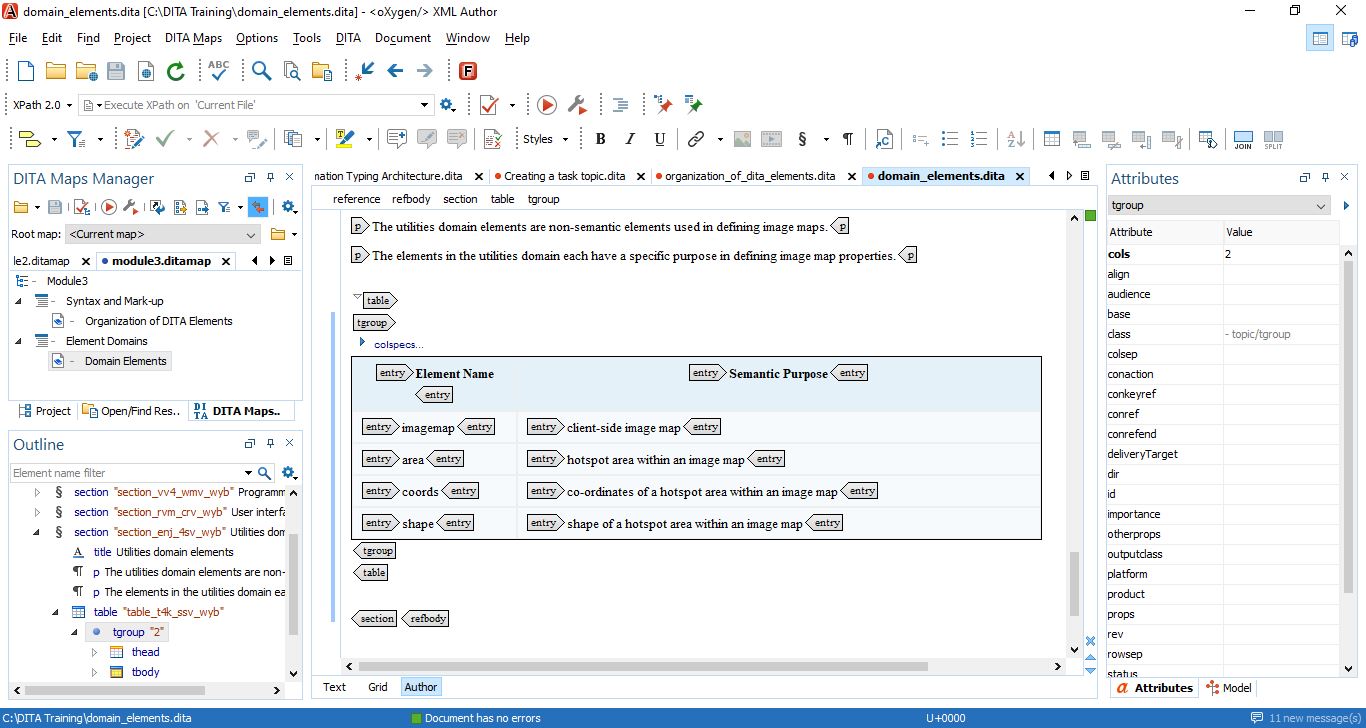 domain_elements.dita [C:\DITA Training\domain_elements.dita] - <oXygen/> XML Author
File Edit Find Project DITA Maps Options Tools DITA Document Window Help
ABC
F
XPath 2.0 Execute XPath on 'Current File'
Styles B I U § ¶ JOIN SPLIT
DITA Maps Manager
Root map: <Current map>
le2.ditamap module3.ditamap
Module3
Syntax and Mark-up
Organization of DITA Elements
Element Domains
Domain Elements
Project Open/Find Res.. DITA DITA Maps..
Outline
Element name filter
§ section "section_vv4_wmv_wyb" Programm
§ section "section_rvm_crv_wyb" User interfa
§ section "section_enj_4sv_wyb" Utilities dom
A title Utilities domain elements
¶ p The utilities domain elements are non-
¶ p The elements in the utilities domain ea
table "table_t4k_ssv_wyb"
tgroup "2"
thead
tbody
mation Typing Architecture.dita Creating a task topic.dita organization_of_dita_elements.dita domain_elements.dita
reference refbody section table tgroup
p The utilities domain elements are non-semantic elements used in defining image maps. p
p The elements in the utilities domain each have a specific purpose in defining image map properties. p
table
tgroup
colspecs...
entry Element Name entry Semantic Purpose entry
entry
entry imagemap entry entry client-side image map entry
entry area entry entry hotspot area within an image map entry
entry coords entry entry co-ordinates of a hotspot area within an image map entry
entry shape entry entry shape of a hotspot area within an image map entry
tgroup
table
section refbody
Text Grid Author
Attributes
tgroup
Attribute Value
cols 2
align
audience
base
class - topic/tgroup
colsep
conaction
conkeyref
conref
conrefend
deliveryTarget
dir
id
importance
otherprops
outputclass
platform
product
props
rev
rowsep
status
Attributes Model
C:\DITA Training\domain_elements.dita Document has no errors U+0000 11 new message(s)